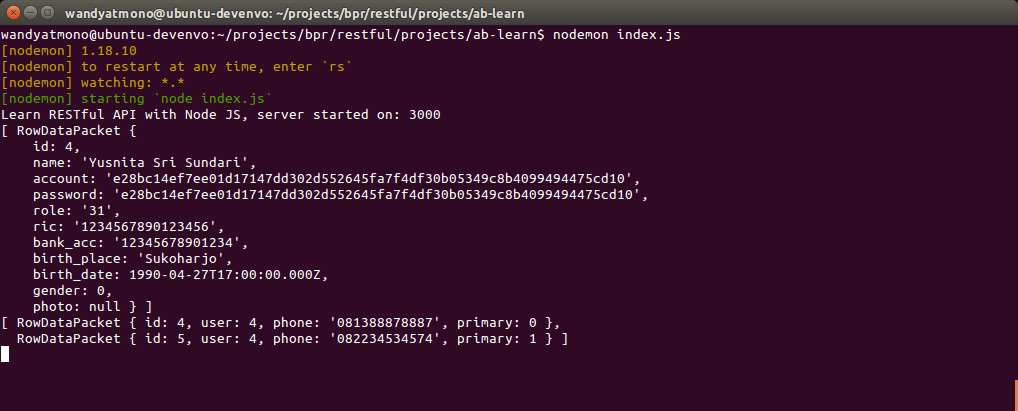 wandyatmono@ubuntu-devenvo: ~/projects/bpr/restful/projects/ab-learn
wandyatmono@ubuntu-devenvo:~/projects/bpr/restful/projects/ab-learn$ nodemon index.js
[nodemon] 1.18.10
[nodemon] to restart at any time, enter `rs`
[nodemon] watching: *.*
[nodemon] starting `node index.js`
Learn RESTful API with Node JS, server started on: 3000
[ RowDataPacket {
    id: 4,
    name: 'Yusnita Sri Sundari',
    account: 'e28bc14ef7ee01d17147dd302d552645fa7f4df30b05349c8b4099494475cd10',
    password: 'e28bc14ef7ee01d17147dd302d552645fa7f4df30b05349c8b4099494475cd10',
    role: '31',
    ric: '1234567890123456',
    bank_acc: '12345678901234',
    birth_place: 'Sukoharjo',
    birth_date: 1990-04-27T17:00:00.000Z,
    gender: 0,
    photo: null } ]
[ RowDataPacket { id: 4, user: 4, phone: '081388878887', primary: 0 },
  RowDataPacket { id: 5, user: 4, phone: '082234534574', primary: 1 } ]